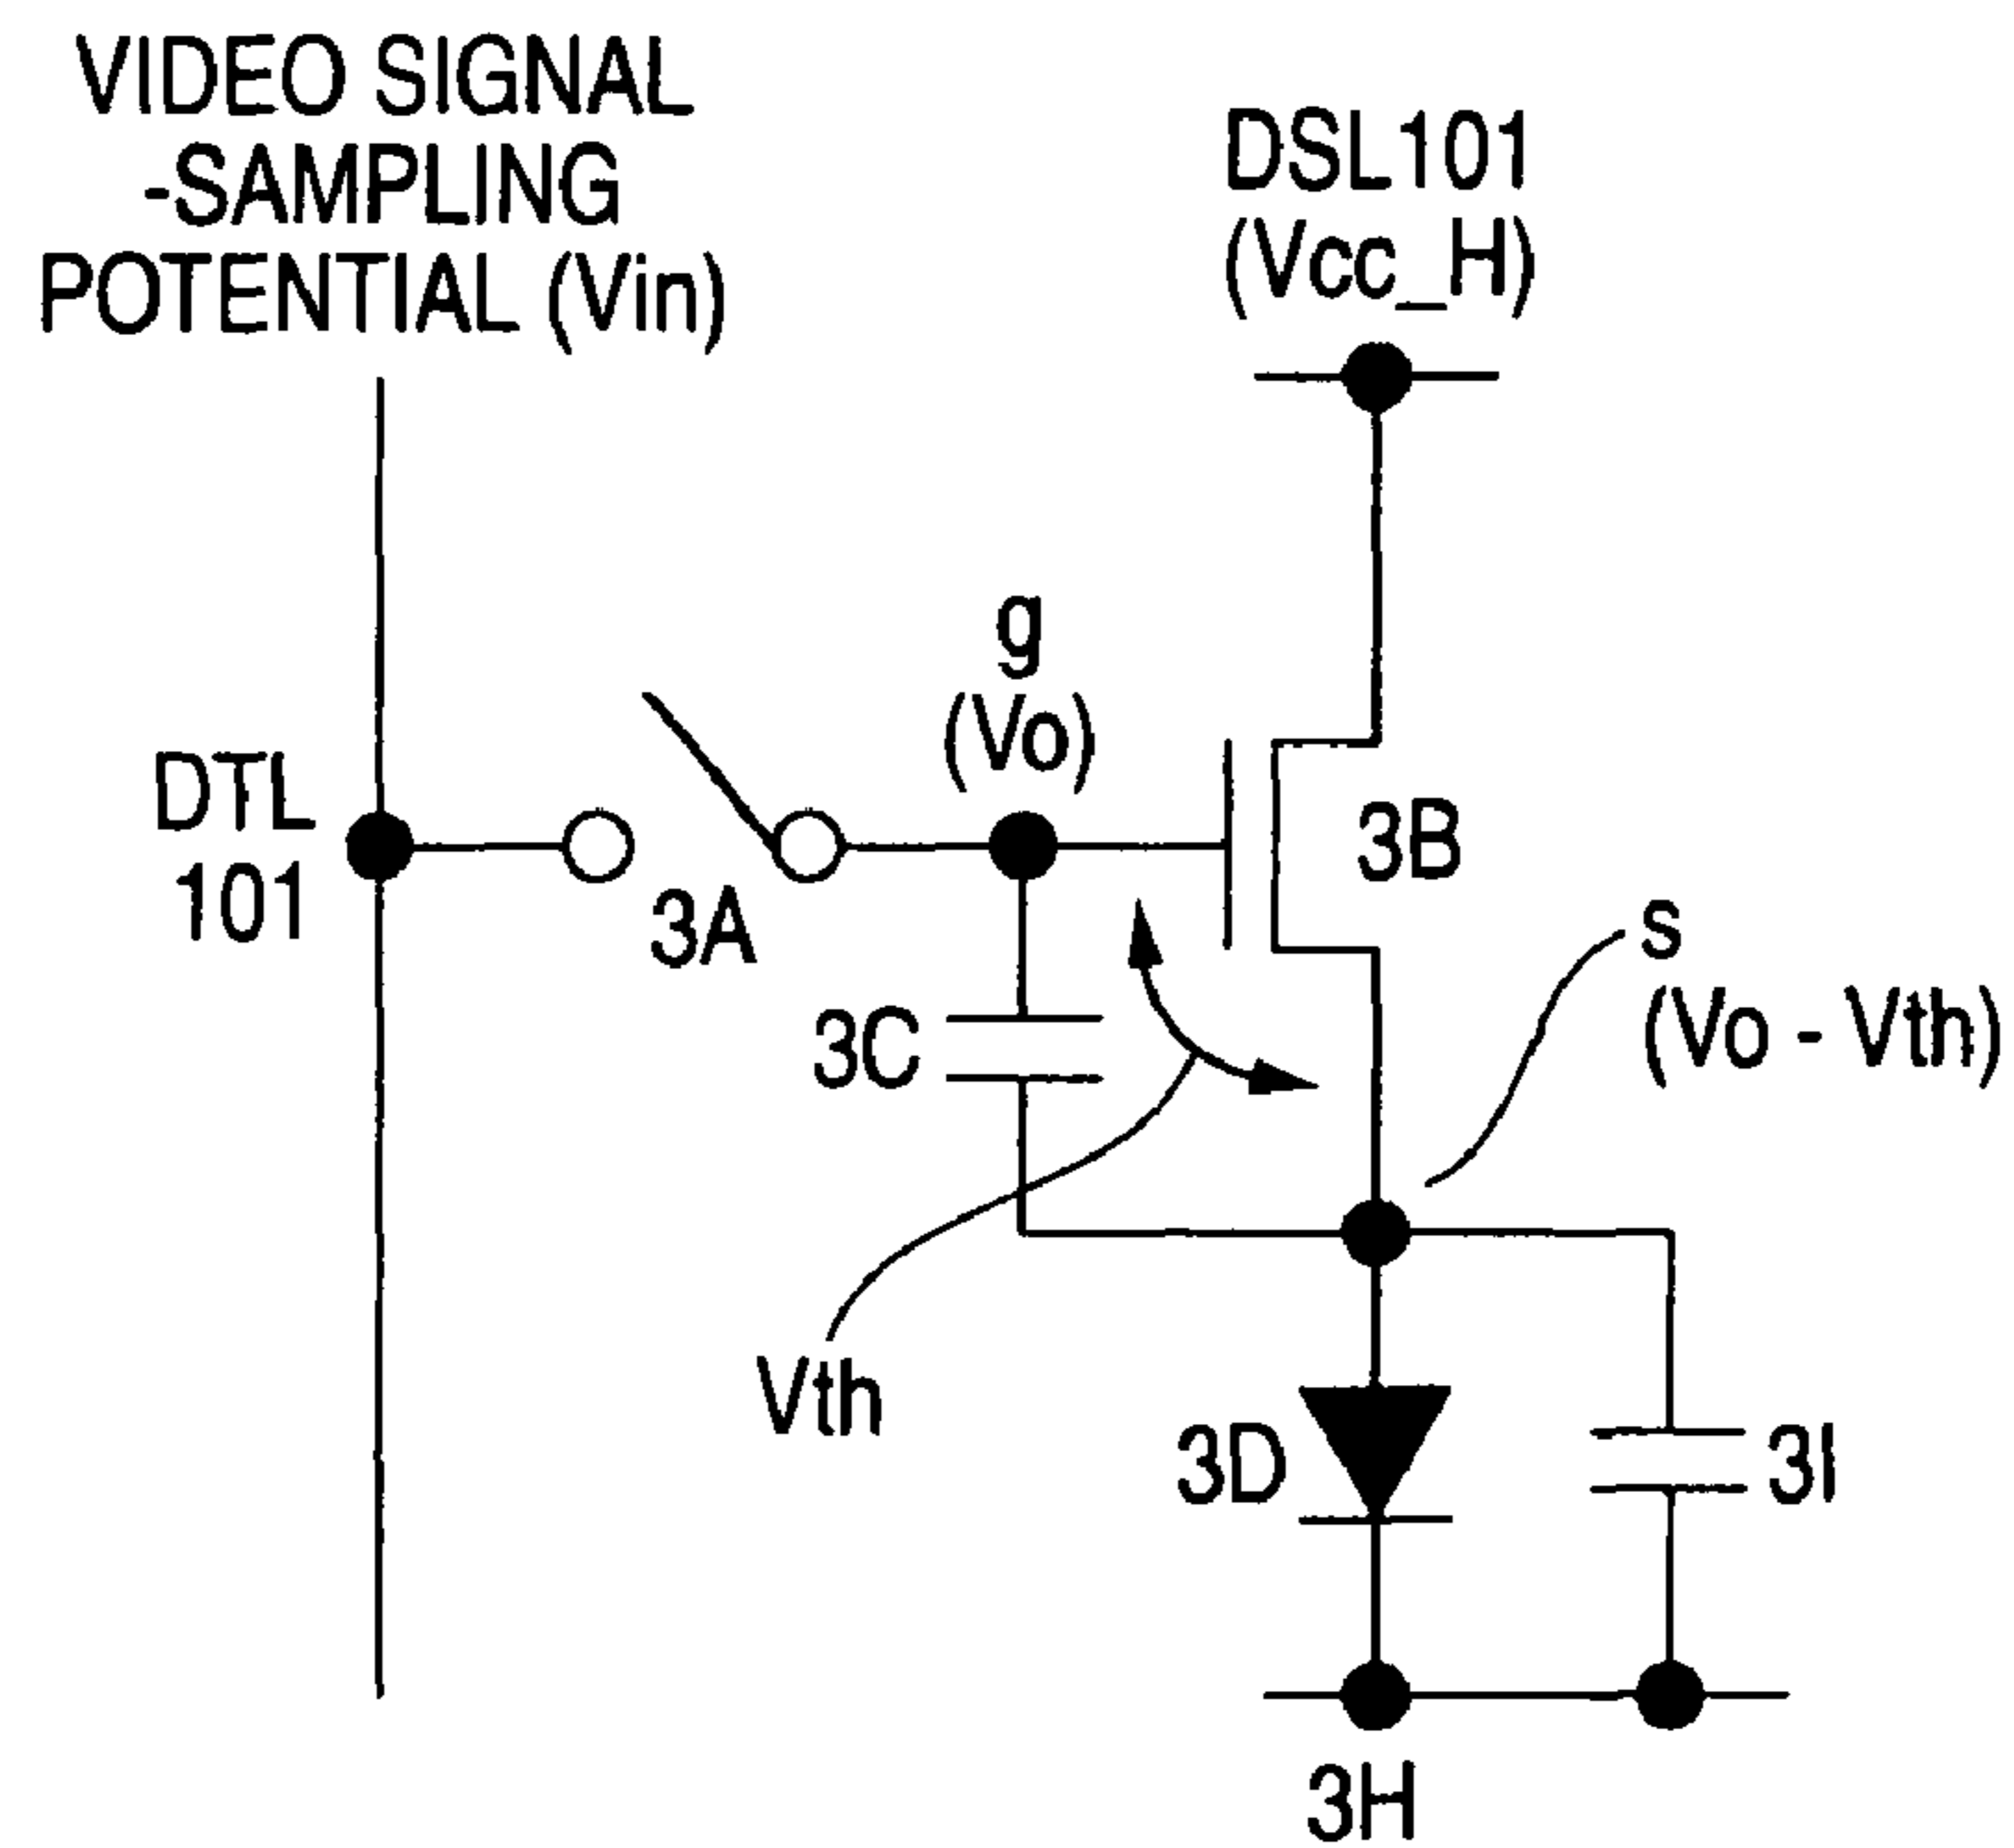 VIDEO SIGNAL
-SAMPLING
POTENTIAL (Vin)
DSL101
(Vcc_H)
g
(Vo)
DTL
101
3A
3B
s
(Vo - Vth)
3C
Vth
3D
3I
3H